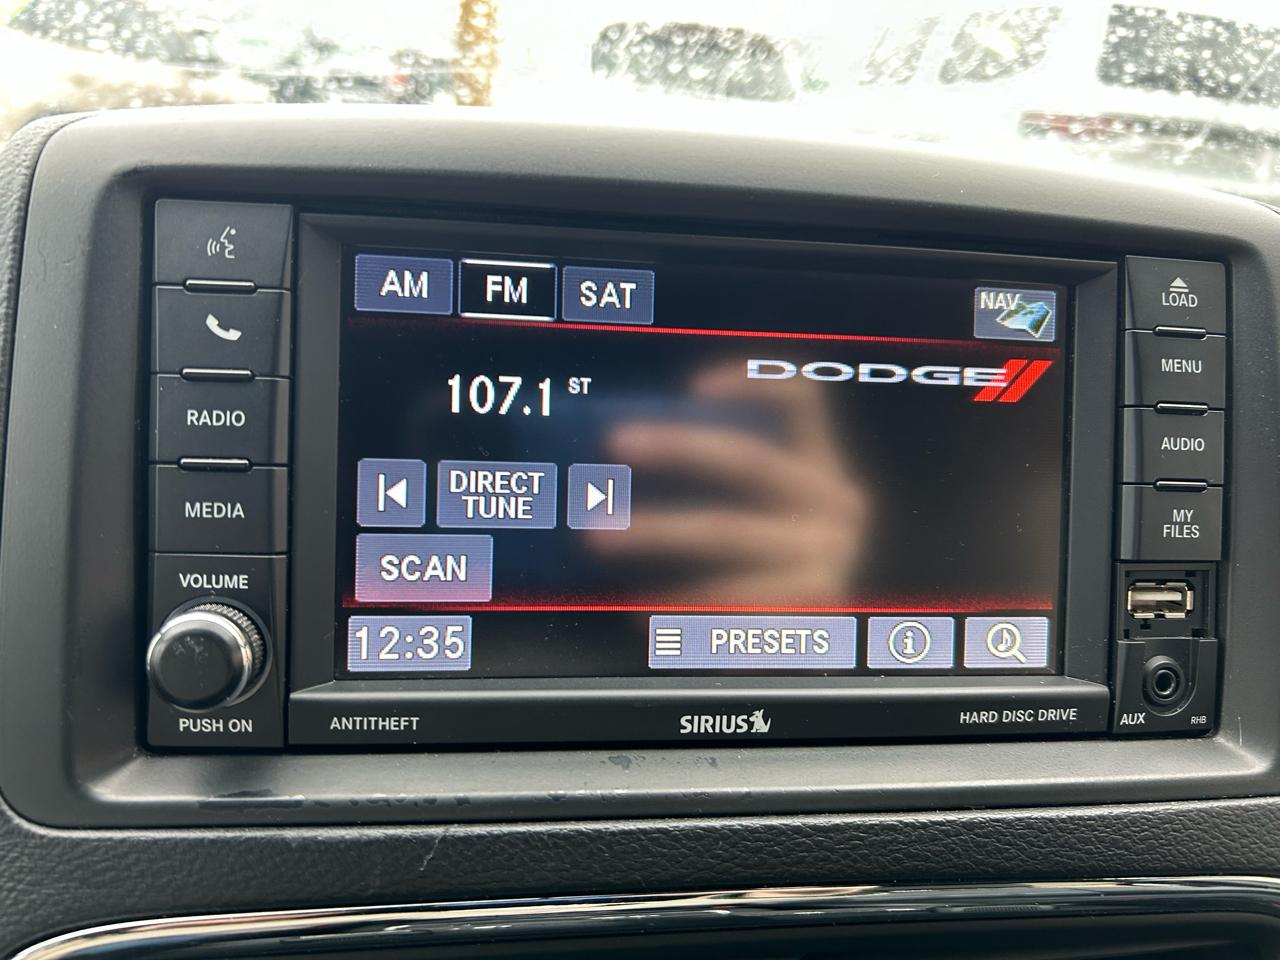 AM
FM
SAT
NAV
DODGE
107.1 ST
DIRECT
TUNE
SCAN
12:35
PRESETS
i
RADIO
MEDIA
VOLUME
PUSH ON
LOAD
MENU
AUDIO
MY
FILES
AUX
RHB
ANTITHEFT
SIRIUS
HARD DISC DRIVE